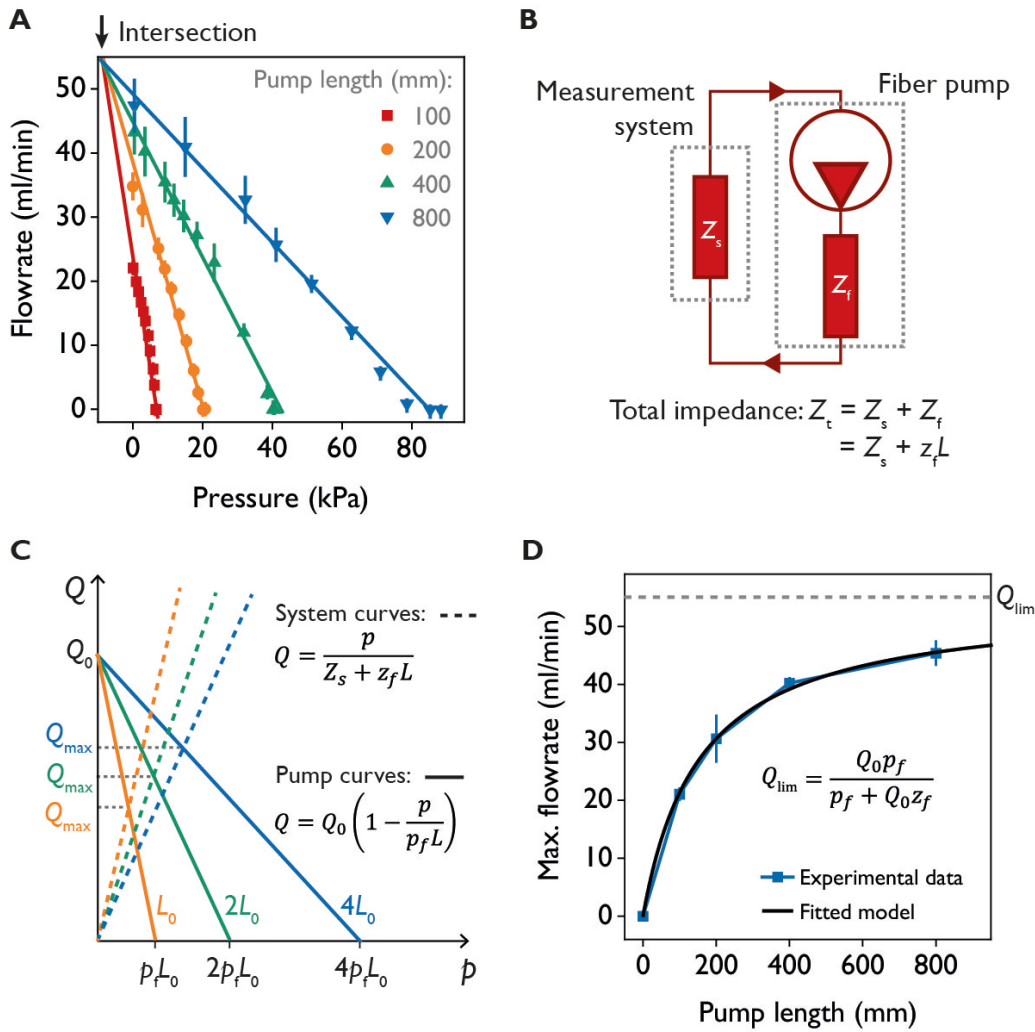 A
Intersection
Pump length (mm):
100
200
400
800
Flowrate (ml/min)
50
40
30
20
10
0
0 20 40 60 80
Pressure (kPa)
B
Measurement
system
Fiber pump
Zs
Zf
Total impedance: Zt = Zs + Zf
= Zs + zfL
C
Q
Q0
Qmax
Qmax
Qmax
System curves:
Q = p / (Zs + zfL)
Pump curves:
Q = Q0 (1 − p / (pfL))
L0
2L0
4L0
pfL0 2pfL0 4pfL0 p
D
Qlim
Max. flowrate (ml/min)
50
40
30
20
10
0
Qlim = Q0pf / (pf + Q0zf)
Experimental data
Fitted model
0 200 400 600 800
Pump length (mm)